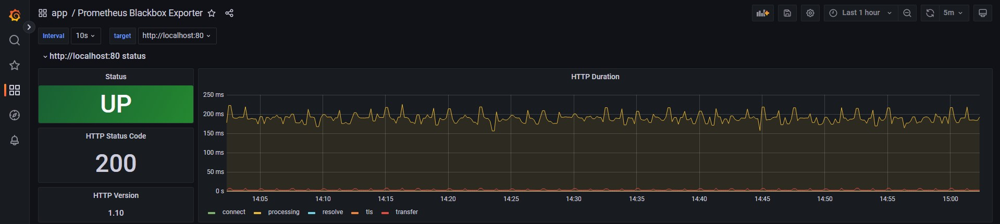 app / Prometheus Blackbox Exporter
Last 1 hour
5m
Interval 10s target http://localhost:80
http://localhost:80 status
Status
UP
HTTP Status Code
200
HTTP Version
1.10
HTTP Duration
250 ms
200 ms
150 ms
100 ms
50 ms
0 s
14:05 14:10 14:15 14:20 14:25 14:30 14:35 14:40 14:45 14:50 14:55 15:00
connect processing resolve tls transfer